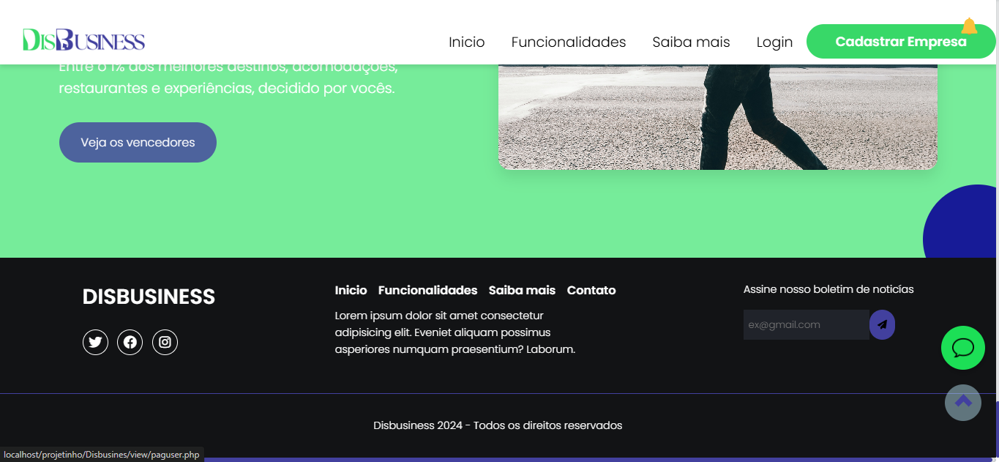 DISBUSINESS
Inicio Funcionalidades Saiba mais Login Cadastrar Empresa
Entre o 1% dos melhores destinos, acomodações,
restaurantes e experiências, decidido por vocês.
Veja os vencedores
DISBUSINESS
Inicio Funcionalidades Saiba mais Contato
Lorem ipsum dolor sit amet consectetur
adipisicing elit. Eveniet aliquam possimus
asperiores numquam praesentium? Laborum.
Assine nosso boletim de noticías
ex@gmail.com
Disbusiness 2024 - Todos os direitos reservados
localhost/projetinho/Disbusines/view/paguser.php